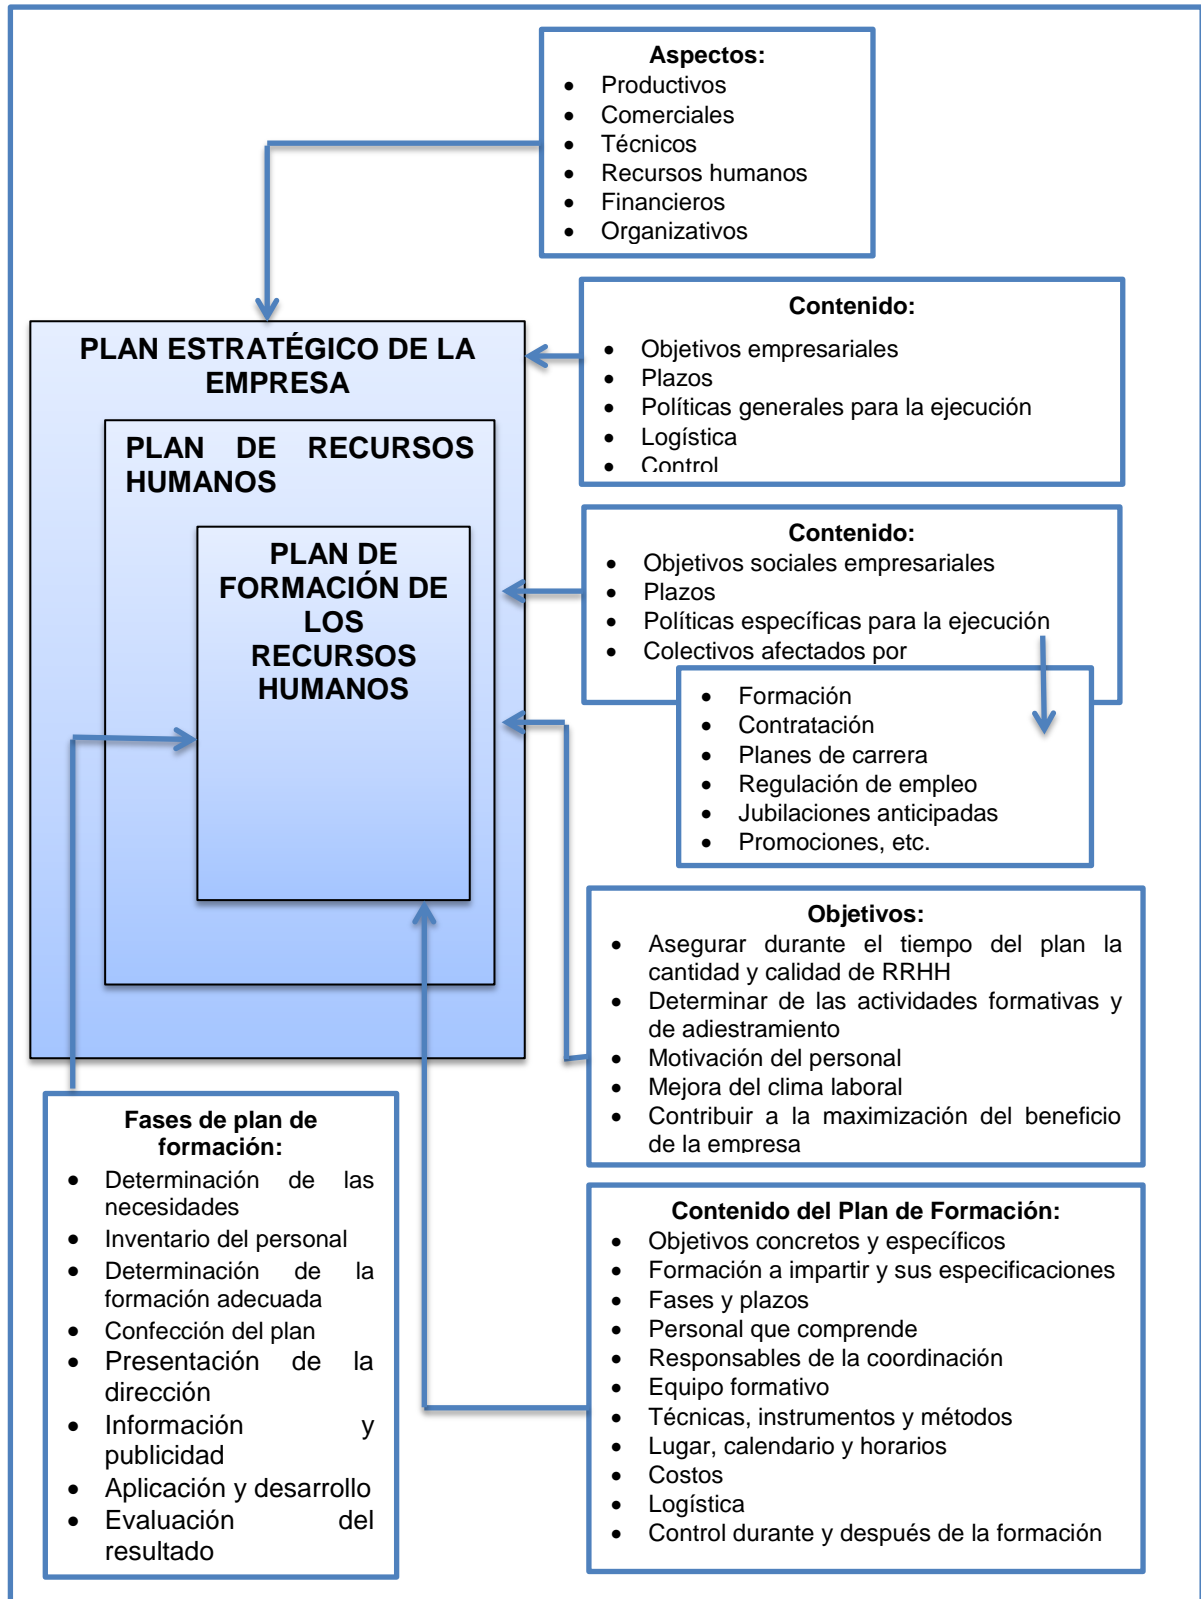 Aspectos:
• Productivos
• Comerciales
• Técnicos
• Recursos humanos
• Financieros
• Organizativos
Contenido:
• Objetivos empresariales
• Plazos
• Políticas generales para la ejecución
• Logística
• Control
PLAN ESTRATÉGICO DE LA
EMPRESA
PLAN DE RECURSOS
HUMANOS
PLAN DE
FORMACIÓN DE
LOS
RECURSOS
HUMANOS
Contenido:
• Objetivos sociales empresariales
• Plazos
• Políticas específicas para la ejecución
• Colectivos afectados por
• Formación
• Contratación
• Planes de carrera
• Regulación de empleo
• Jubilaciones anticipadas
• Promociones, etc.
Objetivos:
• Asegurar durante el tiempo del plan la
cantidad y calidad de RRHH
• Determinar de las actividades formativas y
de adiestramiento
• Motivación del personal
• Mejora del clima laboral
• Contribuir a la maximización del beneficio
de la empresa
Fases de plan de
formación:
• Determinación de las
necesidades
• Inventario del personal
• Determinación de la
formación adecuada
• Confección del plan
• Presentación de la
dirección
• Información y
publicidad
• Aplicación y desarrollo
• Evaluación del
resultado
Contenido del Plan de Formación:
• Objetivos concretos y específicos
• Formación a impartir y sus especificaciones
• Fases y plazos
• Personal que comprende
• Responsables de la coordinación
• Equipo formativo
• Técnicas, instrumentos y métodos
• Lugar, calendario y horarios
• Costos
• Logística
• Control durante y después de la formación